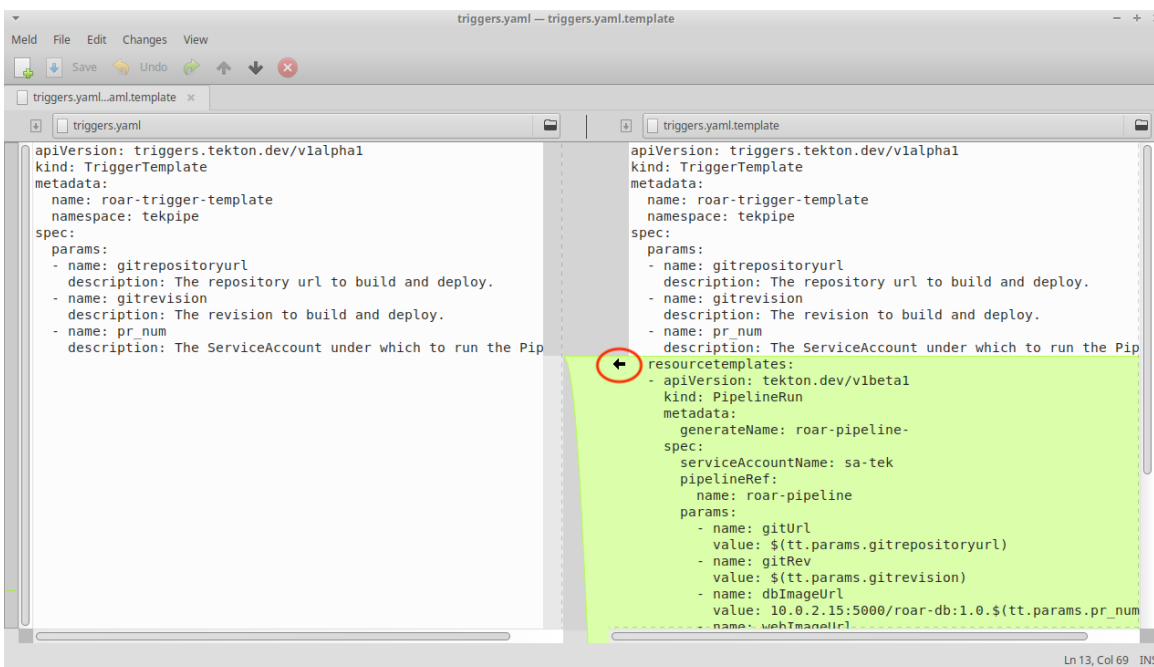 triggers.yaml — triggers.yaml.template
Meld File Edit Changes View
Save Undo
triggers.yaml...aml.template ×
triggers.yaml
apiVersion: triggers.tekton.dev/v1alpha1
kind: TriggerTemplate
metadata:
  name: roar-trigger-template
  namespace: tekpipe
spec:
  params:
  - name: gitrepositoryurl
    description: The repository url to build and deploy.
  - name: gitrevision
    description: The revision to build and deploy.
  - name: pr_num
    description: The ServiceAccount under which to run the Pip
triggers.yaml.template
apiVersion: triggers.tekton.dev/v1alpha1
kind: TriggerTemplate
metadata:
  name: roar-trigger-template
  namespace: tekpipe
spec:
  params:
  - name: gitrepositoryurl
    description: The repository url to build and deploy.
  - name: gitrevision
    description: The revision to build and deploy.
  - name: pr_num
    description: The ServiceAccount under which to run the Pip
  resourcetemplates:
  - apiVersion: tekton.dev/v1beta1
    kind: PipelineRun
    metadata:
      generateName: roar-pipeline-
    spec:
      serviceAccountName: sa-tek
      pipelineRef:
        name: roar-pipeline
      params:
        - name: gitUrl
          value: $(tt.params.gitrepositoryurl)
        - name: gitRev
          value: $(tt.params.gitrevision)
        - name: dbImageUrl
          value: 10.0.2.15:5000/roar-db:1.0.$(tt.params.pr_num
        - name: webImageUrl
Ln 13, Col 69 INS